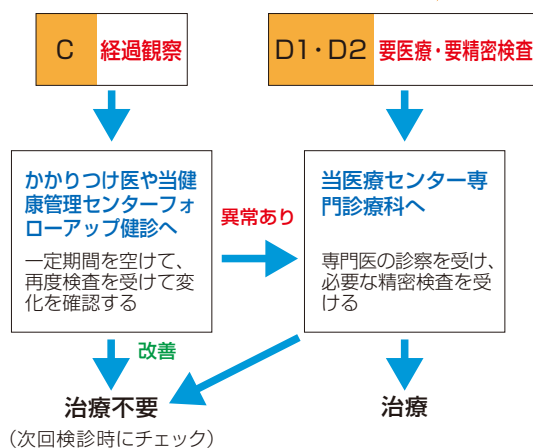 C 経過観察
D1・D2 要医療・要精密検査
かかりつけ医や当健
康管理センターフォ
ローアップ健診へ
一定期間を空けて、
再度検査を受けて変
化を確認する
異常あり
当医療センター専
門診療科へ
専門医の診察を受け、
必要な精密検査を受
ける
改善
治療不要
(次回検診時にチェック)
治療